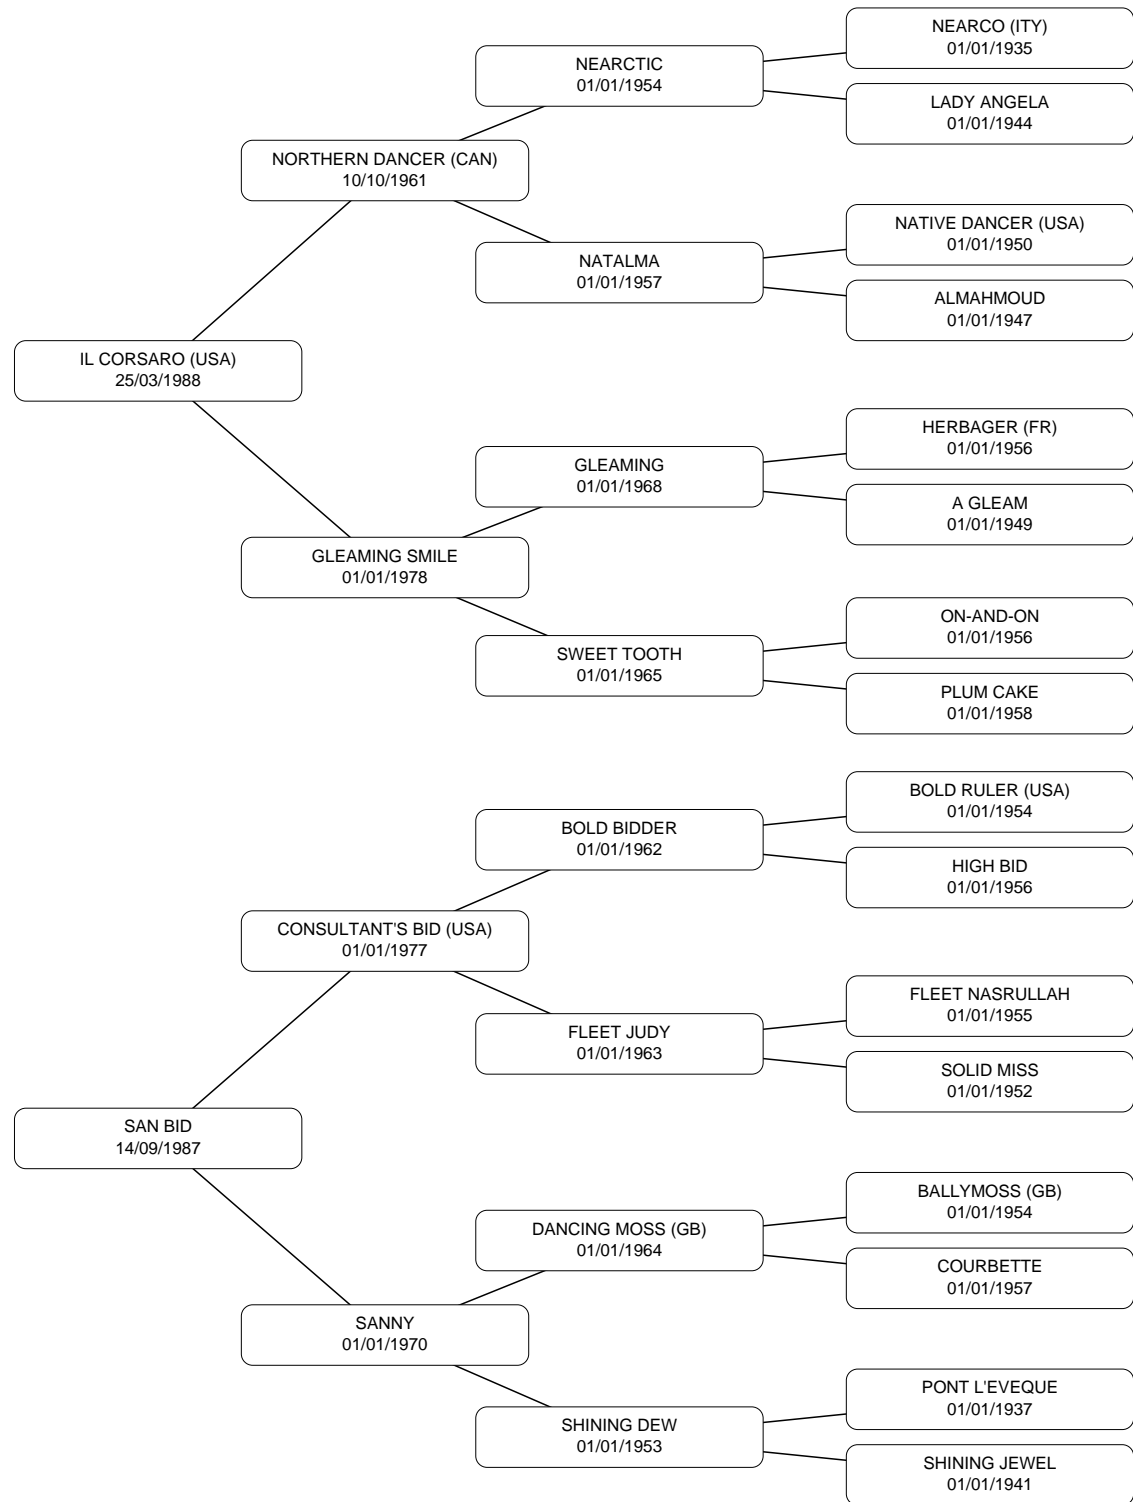 NEARCO (ITY)
01/01/1935
NEARCTIC
01/01/1954
LADY ANGELA
01/01/1944
NORTHERN DANCER (CAN)
10/10/1961
NATIVE DANCER (USA)
01/01/1950
NATALMA
01/01/1957
ALMAHMOUD
01/01/1947
IL CORSARO (USA)
25/03/1988
HERBAGER (FR)
01/01/1956
GLEAMING
01/01/1968
A GLEAM
01/01/1949
GLEAMING SMILE
01/01/1978
ON-AND-ON
01/01/1956
SWEET TOOTH
01/01/1965
PLUM CAKE
01/01/1958
BOLD RULER (USA)
01/01/1954
BOLD BIDDER
01/01/1962
HIGH BID
01/01/1956
CONSULTANT'S BID (USA)
01/01/1977
FLEET NASRULLAH
01/01/1955
FLEET JUDY
01/01/1963
SOLID MISS
01/01/1952
SAN BID
14/09/1987
BALLYMOSS (GB)
01/01/1954
DANCING MOSS (GB)
01/01/1964
COURBETTE
01/01/1957
SANNY
01/01/1970
PONT L'EVEQUE
01/01/1937
SHINING DEW
01/01/1953
SHINING JEWEL
01/01/1941